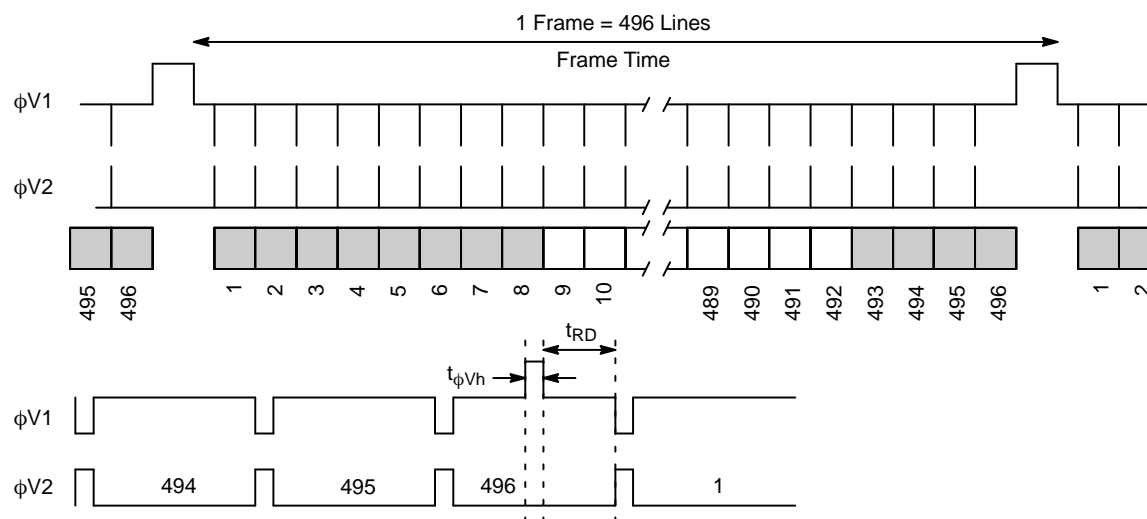 1 Frame = 496 Lines
Frame Time
ϕV1
ϕV2
495 496 1 2 3 4 5 6 7 8 9 10 489 490 491 492 493 494 495 496 1 2
tRD
tϕVh
ϕV1
ϕV2 494 495 496 1